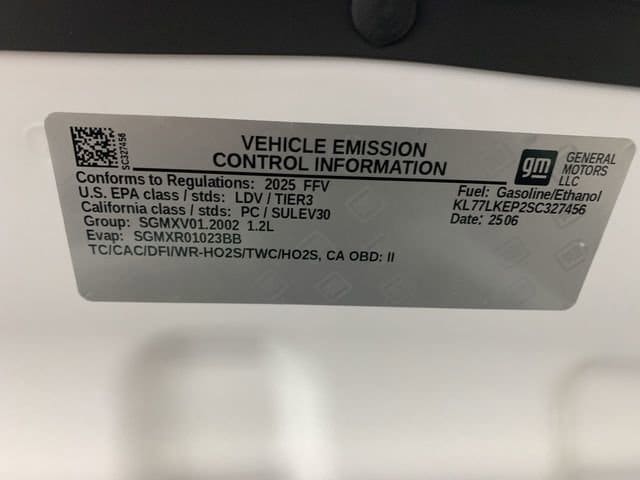 SC327456
VEHICLE EMISSION
CONTROL INFORMATION
gm
GENERAL
MOTORS
LLC
Conforms to Regulations: 2025 FFV
U.S. EPA class / stds: LDV / TIER3
California class / stds: PC / SULEV30
Group: SGMXV01.2002 1.2L
Evap: SGMXR01023BB
TC/CAC/DFI/WR-HO2S/TWC/HO2S, CA OBD: II
Fuel: Gasoline/Ethanol
KL77LKEP2SC327456
Date: 2506